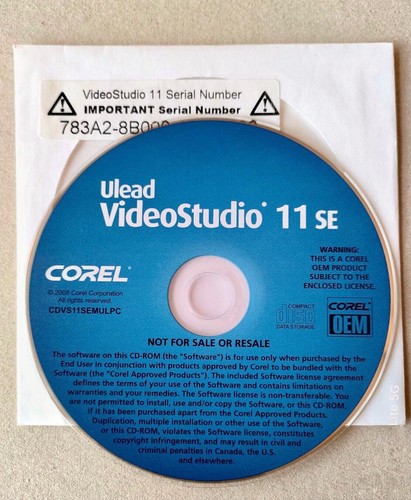 VideoStudio 11 Serial Number
IMPORTANT Serial Number
Ulead
VideoStudio 11 SE
WARNING:
THIS IS A COREL
OEM PRODUCT
SUBJECT TO THE
ENCLOSED LICENSE.
COREL
© 2008 Corel Corporation
All rights reserved.
CDVS11SEMULPC
COMPACT
disc
DATA STORAGE
COREL
OEM
NOT FOR SALE OR RESALE
The software on this CD-ROM (the "Software") is for use only when purchased by the
End User in conjunction with products approved by Corel to be bundled with the
Software (the "Corel Approved Products"). The included Software license agreement
defines the terms of your use of the Software and contains limitations on
warranties and your remedies. The Software license is non-transferable. You are
not permitted to install, use and/or copy the Software, or this CD-ROM,
if it has been purchased apart from the Corel Approved Products.
Duplication, multiple installation or other use of the Software,
or this CD-ROM, violates the Software license, constitutes
copyright infringement, and may result in civil and
criminal penalties in Canada, the U.S.
and elsewhere.